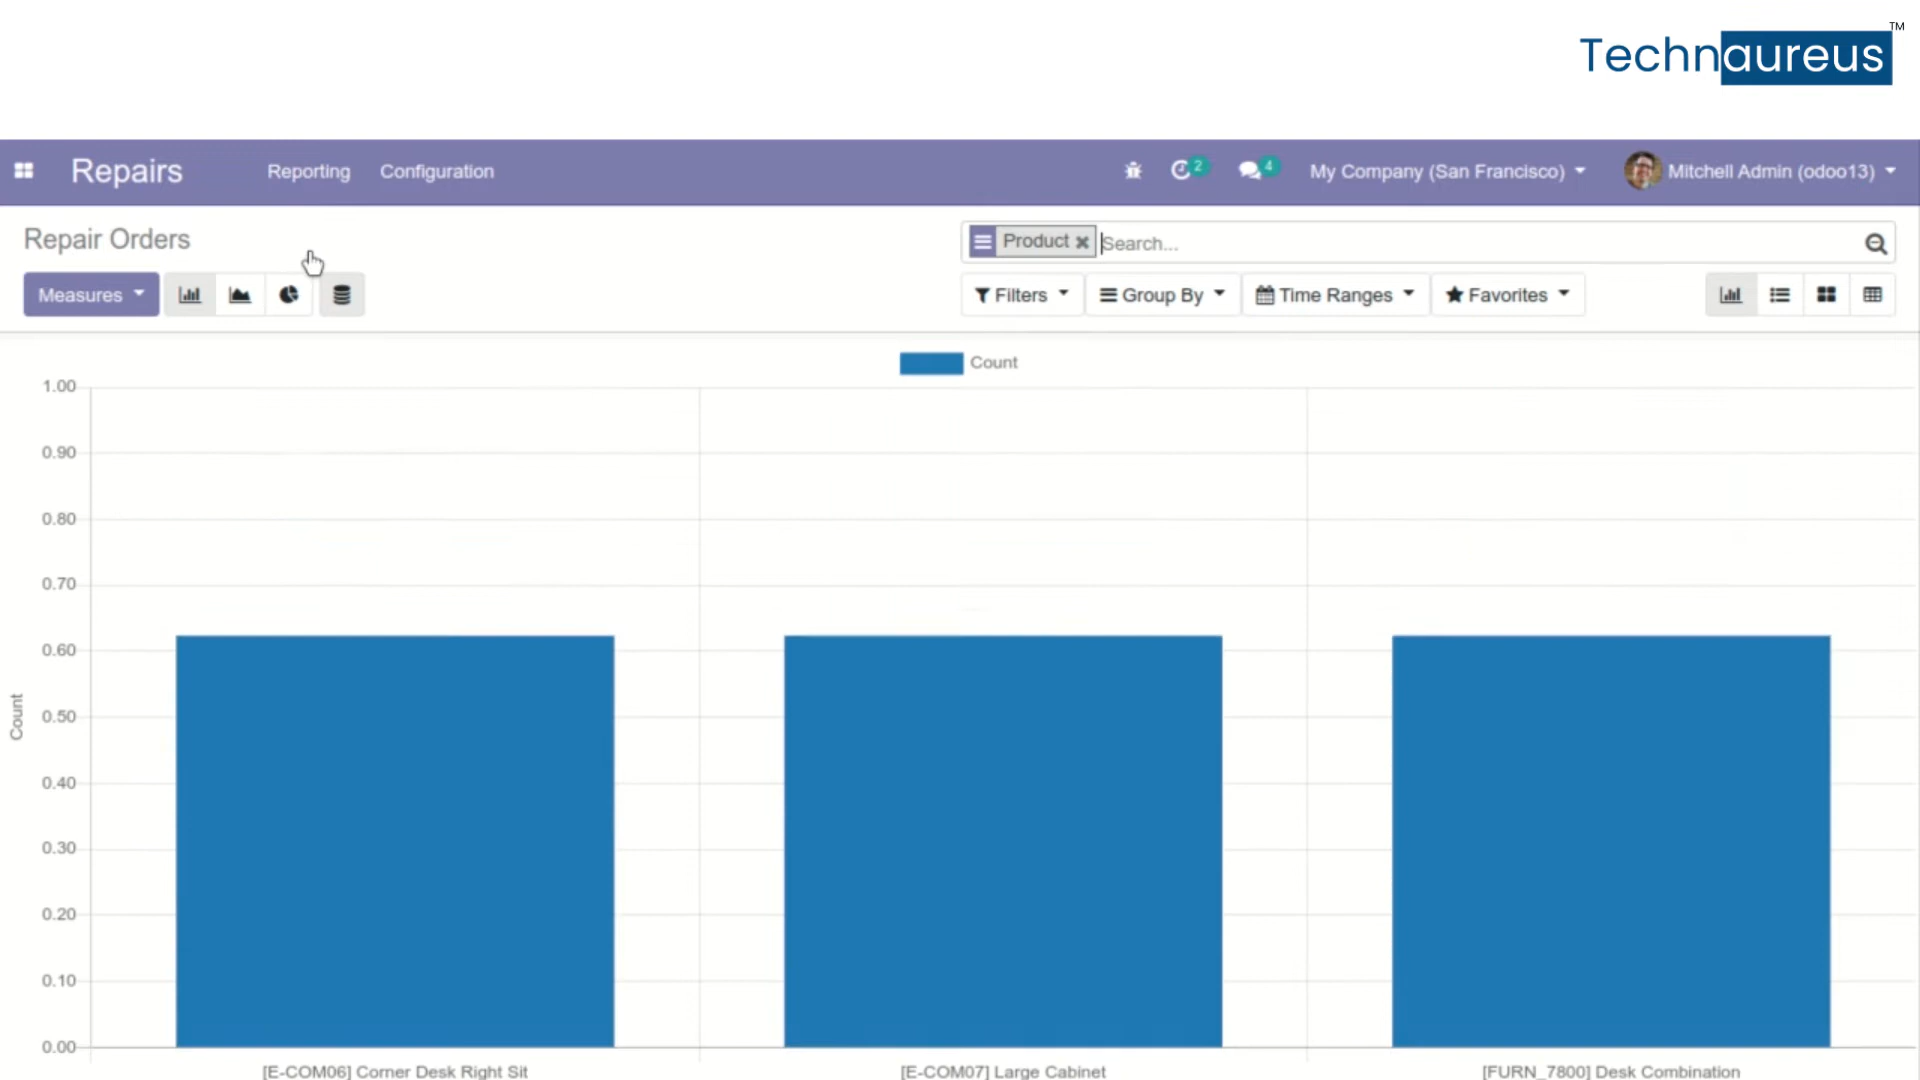 Technaureus™
Repairs Reporting Configuration 2 4 My Company (San Francisco) Mitchell Admin (odoo13)
Repair Orders
Product Search...
Measures Filters Group By Time Ranges Favorites
Count
1.00
0.90
0.80
0.70
0.60
0.50
0.40
0.30
0.20
0.10
0.00
Count
[E-COM06] Corner Desk Right Sit [E-COM07] Large Cabinet [FURN_7800] Desk Combination